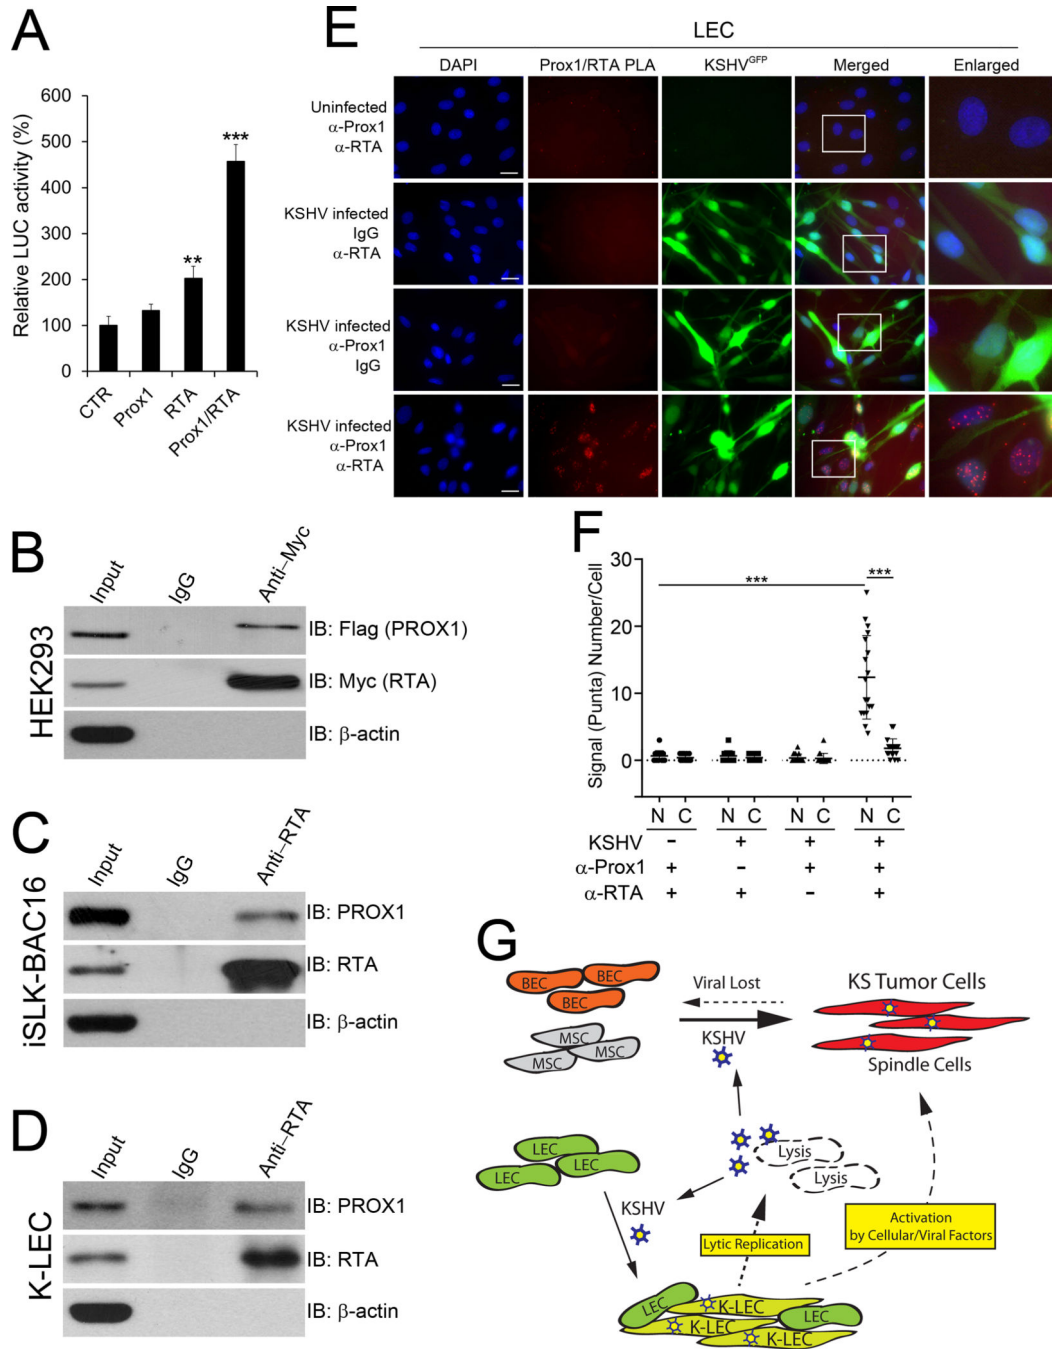 A
600
500
400
300
200
100
0
Relative LUC activity (%)
**
***
CTR
Prox1
RTA
Prox1/RTA
B
HEK293
Input
IgG
Anti–Myc
IB: Flag (PROX1)
IB: Myc (RTA)
IB: β-actin
C
iSLK-BAC16
Input
IgG
Anti–RTA
IB: PROX1
IB: RTA
IB: β-actin
D
K-LEC
Input
IgG
Anti–RTA
IB: PROX1
IB: RTA
IB: β-actin
E
LEC
DAPI
Prox1/RTA PLA
KSHVGFP
Merged
Enlarged
Uninfected
α-Prox1
α-RTA
KSHV infected
IgG
α-RTA
KSHV infected
α-Prox1
IgG
KSHV infected
α-Prox1
α-RTA
F
Signal (Punta) Number/Cell
30
20
10
0
***
***
N C N C N C N C
KSHV - + + +
α-Prox1 + - + +
α-RTA + + - +
G
BEC
BEC
BEC
MSC
MSC
MSC
Viral Lost
KSHV
KS Tumor Cells
Spindle Cells
LEC
LEC
LEC
KSHV
Lysis
Lysis
Lytic Replication
Activation
by Cellular/Viral Factors
LEC
K-LEC
K-LEC
K-LEC
LEC